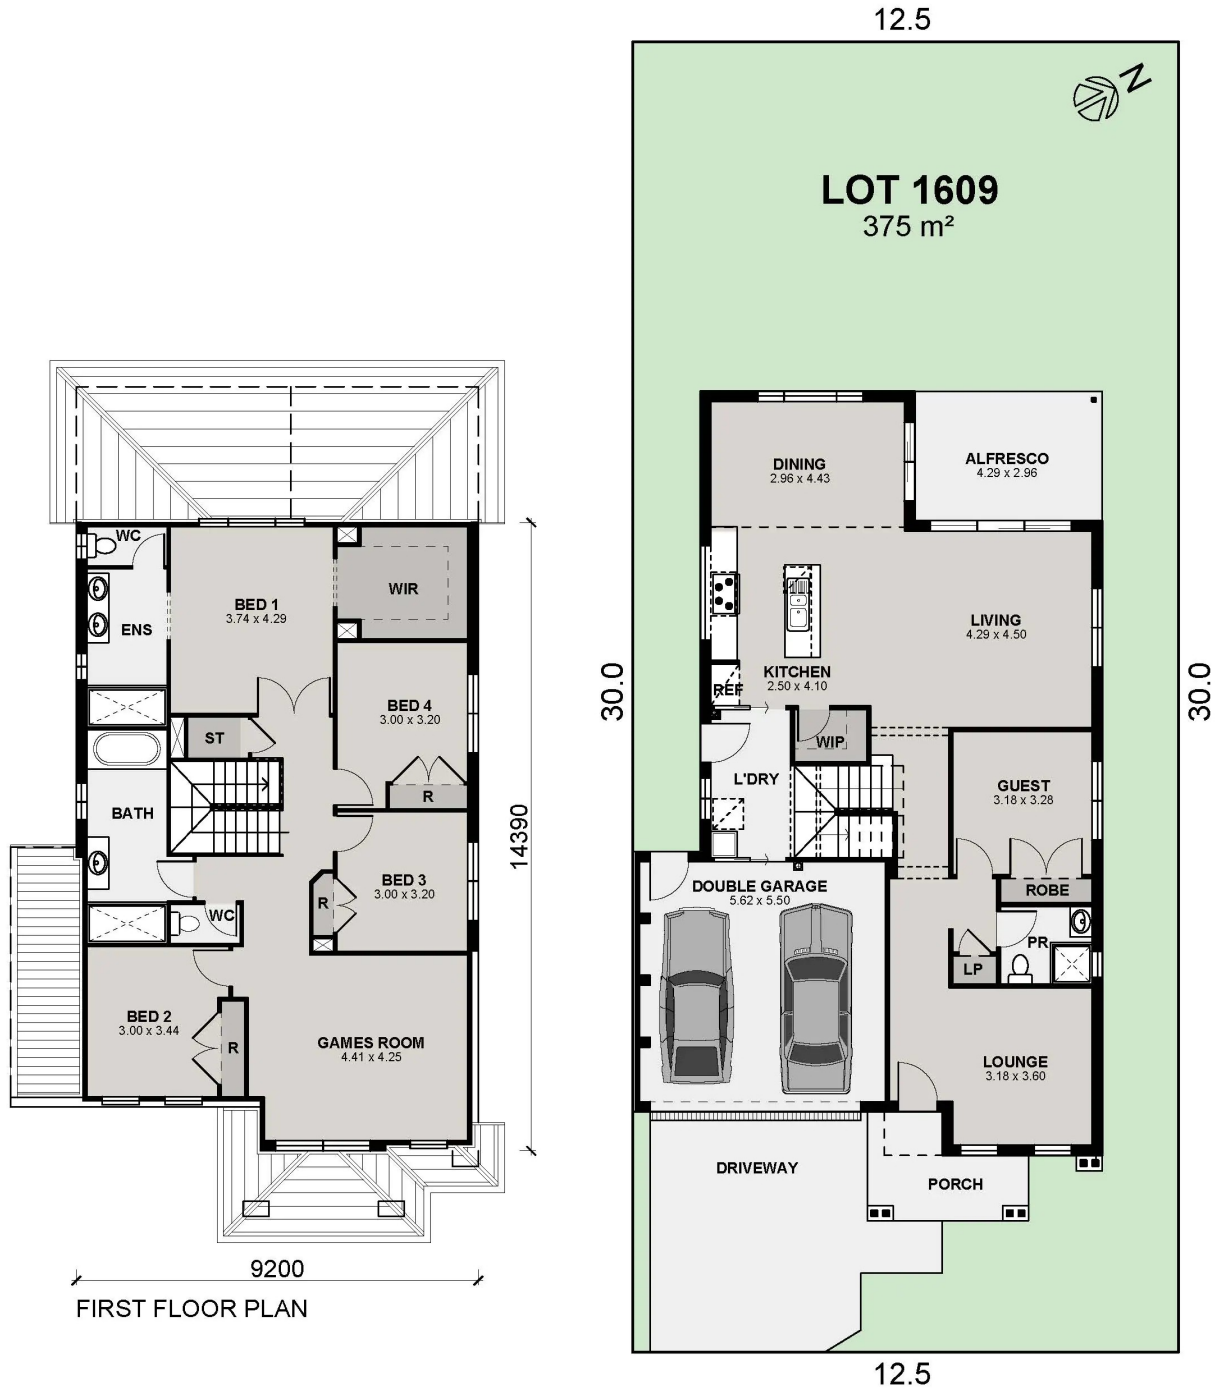 12.5
N
LOT 1609
375 m²
30.0
30.0
DINING
2.96 x 4.43
ALFRESCO
4.29 x 2.96
LIVING
4.29 x 4.50
KITCHEN
2.50 x 4.10
REF
WIP
L'DRY
GUEST
3.18 x 3.28
ROBE
DOUBLE GARAGE
5.62 x 5.50
PR
LP
LOUNGE
3.18 x 3.60
DRIVEWAY
PORCH
12.5
WC
BED 1
3.74 x 4.29
WIR
ENS
BED 4
3.00 x 3.20
ST
R
BATH
14390
BED 3
3.00 x 3.20
R
WC
BED 2
3.00 x 3.44
R
GAMES ROOM
4.41 x 4.25
9200
FIRST FLOOR PLAN